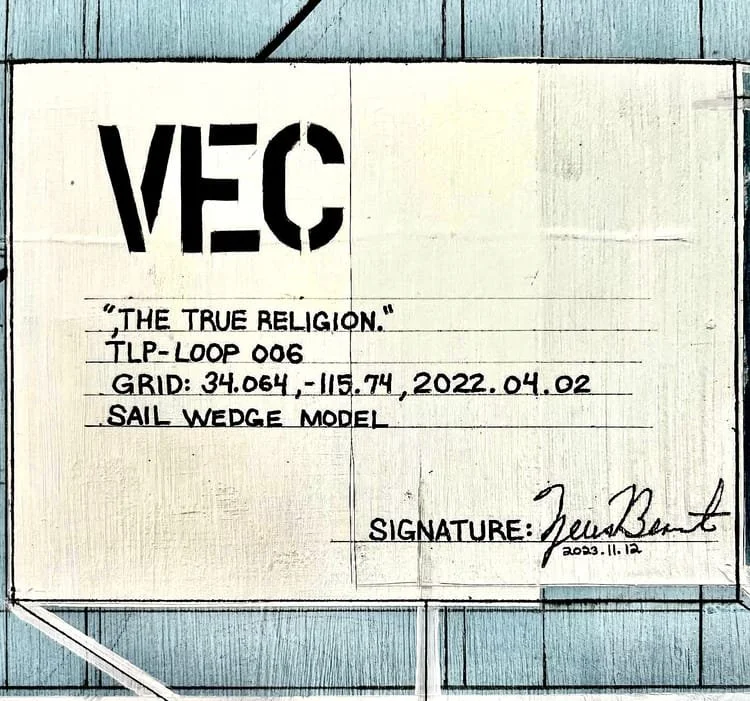 VEC
",THE TRUE RELIGION."
TLP-LOOP 006
GRID: 34.064,-115.74,2022.04.02
SAIL WEDGE MODEL
SIGNATURE:
2023.11.12